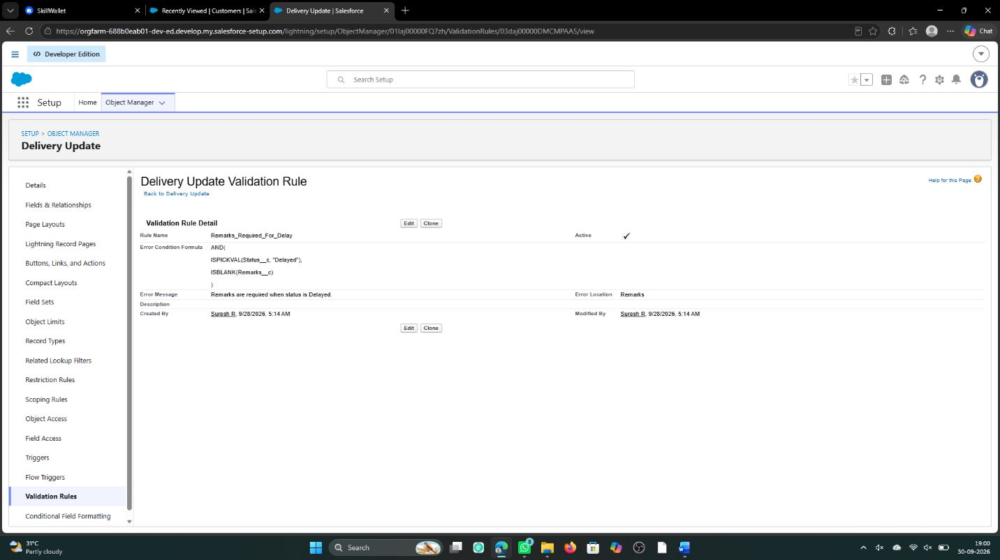 SkillWallet
Recently Viewed | Customers | Sale
Delivery Update | Salesforce
https://orgfarm-688b0eab01-dev-ed.develop.my.salesforce-setup.com/lightning/setup/ObjectManager/01Iaj00000FQ7zh/ValidationRules/03daj00000DMCMPAA5/view
Chat
Developer Edition
Search Setup
Setup
Home
Object Manager
SETUP > OBJECT MANAGER
Delivery Update
Details
Fields & Relationships
Page Layouts
Lightning Record Pages
Buttons, Links, and Actions
Compact Layouts
Field Sets
Object Limits
Record Types
Related Lookup Filters
Restriction Rules
Scoping Rules
Object Access
Field Access
Triggers
Flow Triggers
Validation Rules
Conditional Field Formatting
Delivery Update Validation Rule
Back to Delivery Update
Help for this Page
Validation Rule Detail
Edit Clone
Rule Name Remarks_Required_For_Delay Active
Error Condition Formula AND(
ISPICKVAL(Status__c, "Delayed"),
ISBLANK(Remarks__c)
)
Error Message Remarks are required when status is Delayed. Error Location Remarks
Description
Created By Suresh R, 9/28/2026, 5:14 AM Modified By Suresh R, 9/28/2026, 5:14 AM
Edit Clone
31°C
Partly cloudy
Search
8
19:00
30-09-2026